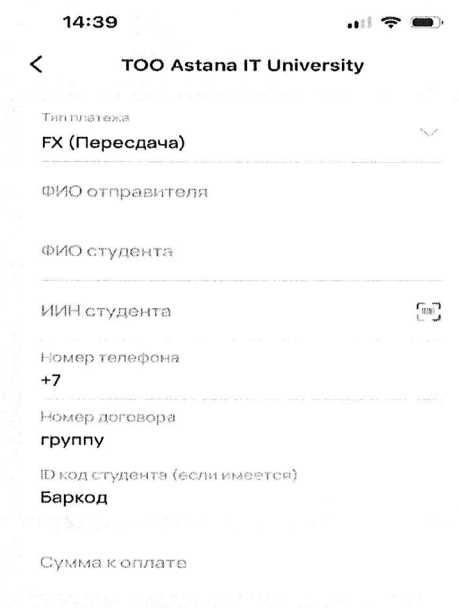 14:39
ТОО Astana IT University
Тип платежа
FX (Пересдача)
ФИО отправителя
ФИО студента
ИИН студента
Номер телефона
+7
Номер договора
группу
ID код студента (если имеется)
Баркод
Сумма к оплате